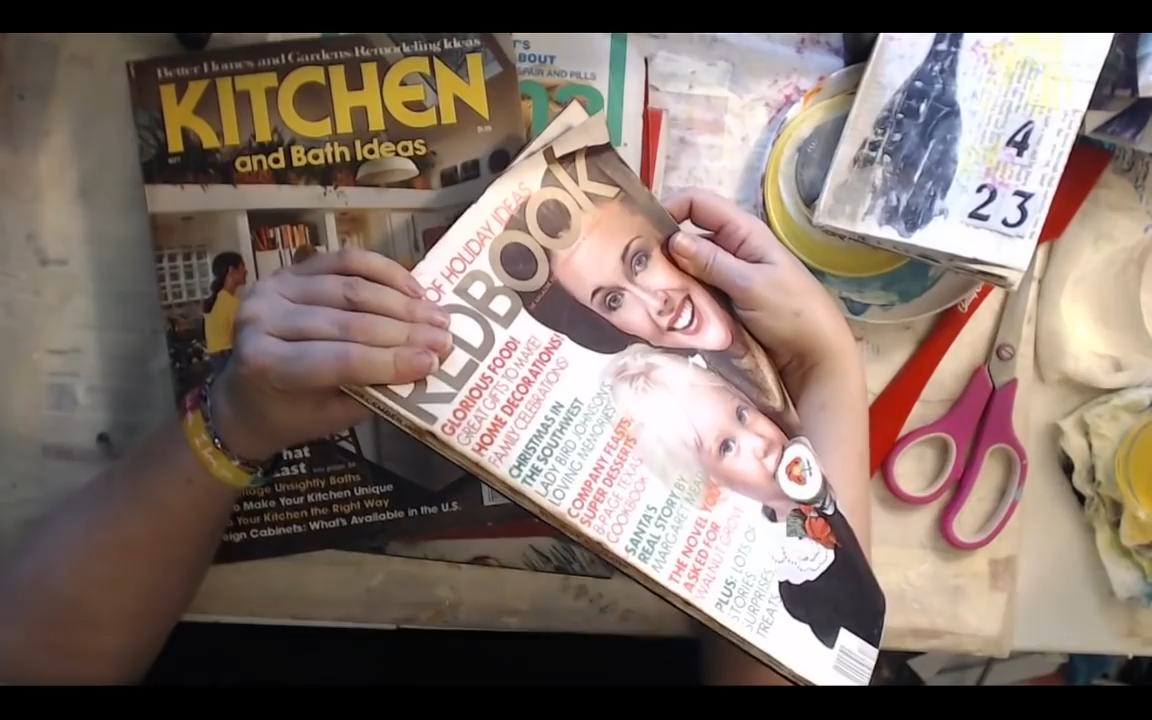 Better Homes and Gardens Remodeling Ideas
KITCHEN
and Bath Ideas
ABOUT
AND PILLS
OF HOLIDAY IDEAS
REDBOOK
GLORIOUS FOOD!
GREAT GIFTS TO MAKE!
HOME DECORATIONS!
FAMILY CELEBRATIONS!
CHRISTMAS IN
THE SOUTHWEST
LADY BIRD JOHNSON'S
LOVING MEMORIES
COMPANY FEASTS
SUPER DESSERTS
8-PAGE TEXAS
COOKBOOK
SANTA'S
REAL STORY BY
MARGARET MEAD
THE NOVEL YOU
ASKED FOR
WALNUT GROVE
PLUS: LOTS OF
STORIES
SURPRISES
TREATS
Unsightly Baths
Make Your Kitchen Unique
Your Kitchen the Right Way
Cabinets: What's Available in the U.S.
4
23